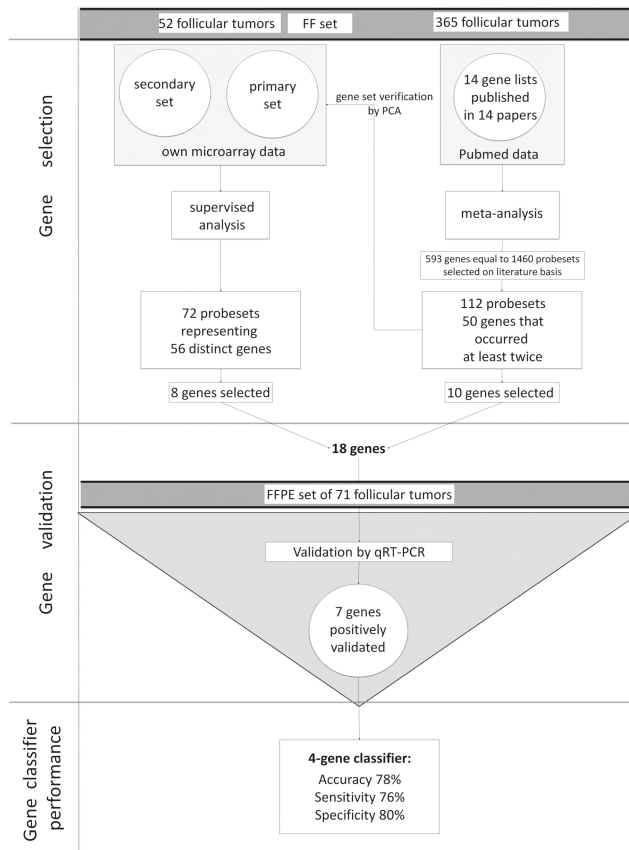 52 follicular tumors
FF set
365 follicular tumors
Gene selection
secondary
set
primary
set
own microarray data
gene set verification
by PCA
14 gene lists
published
in 14 papers
Pubmed data
supervised
analysis
meta-analysis
593 genes equal to 1460 probesets
selected on literature basis
72 probesets
representing
56 distinct genes
112 probesets
50 genes that
occurred
at least twice
8 genes selected
10 genes selected
18 genes
Gene validation
FFPE set of 71 follicular tumors
Validation by qRT-PCR
7 genes
positively
validated
Gene classifier
performance
4-gene classifier:
Accuracy 78%
Sensitivity 76%
Specificity 80%